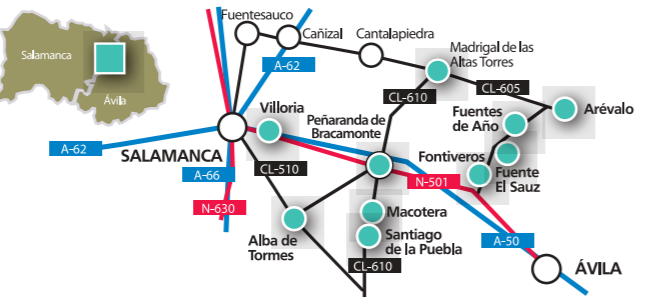 Fuentesauco
Cañizal
Cantalapiedra
Salamanca
Madrigal de las
Altas Torres
A-62
CL-605
CL-610
Ávila
Villoria
Peñaranda de
Bracamonte
Fuentes
de Año
Arévalo
A-62
SALAMANCA
Fontiveros
CL-510
A-66
Fuente
El Sauz
N-501
N-630
Macotera
Alba de
Tormes
Santiago
de la Puebla
A-50
CL-610
ÁVILA